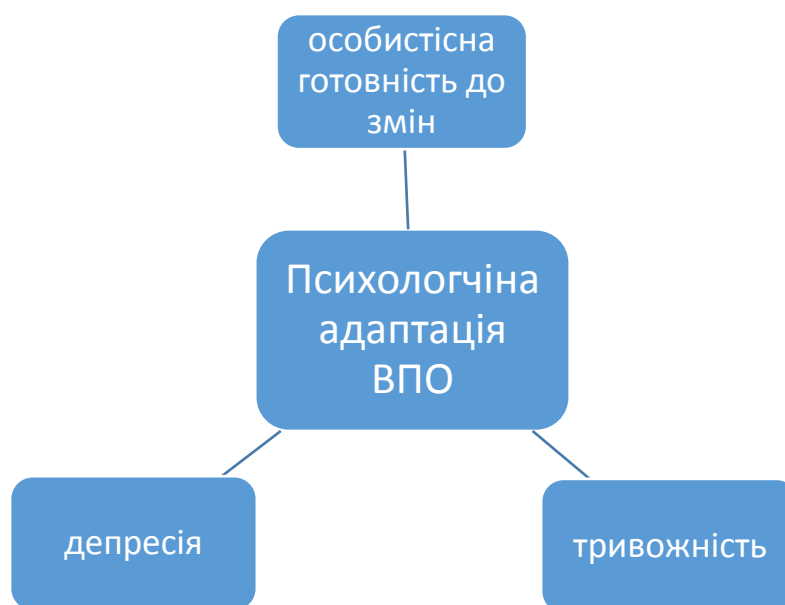 особистісна
готовність до
змін
Психологчіна
адаптація
ВПО
депресія
тривожність